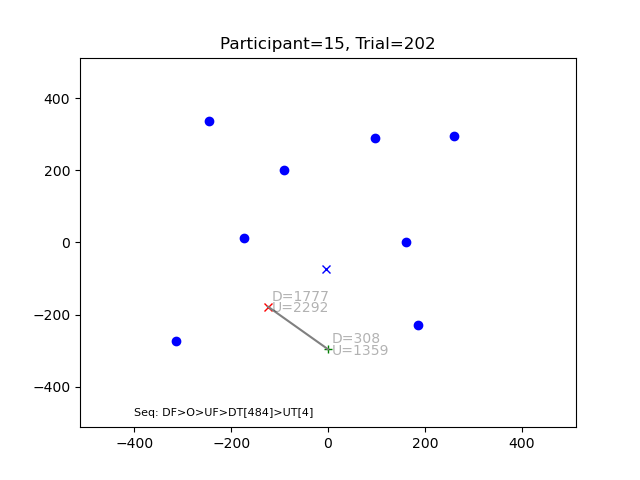 Participant=15, Trial=202
400
200
0
−200
−400
D=1777
U=2292
D=308
U=1359
Seq: DF>O>UF>DT[484]>UT[4]
−400
−200
0
200
400